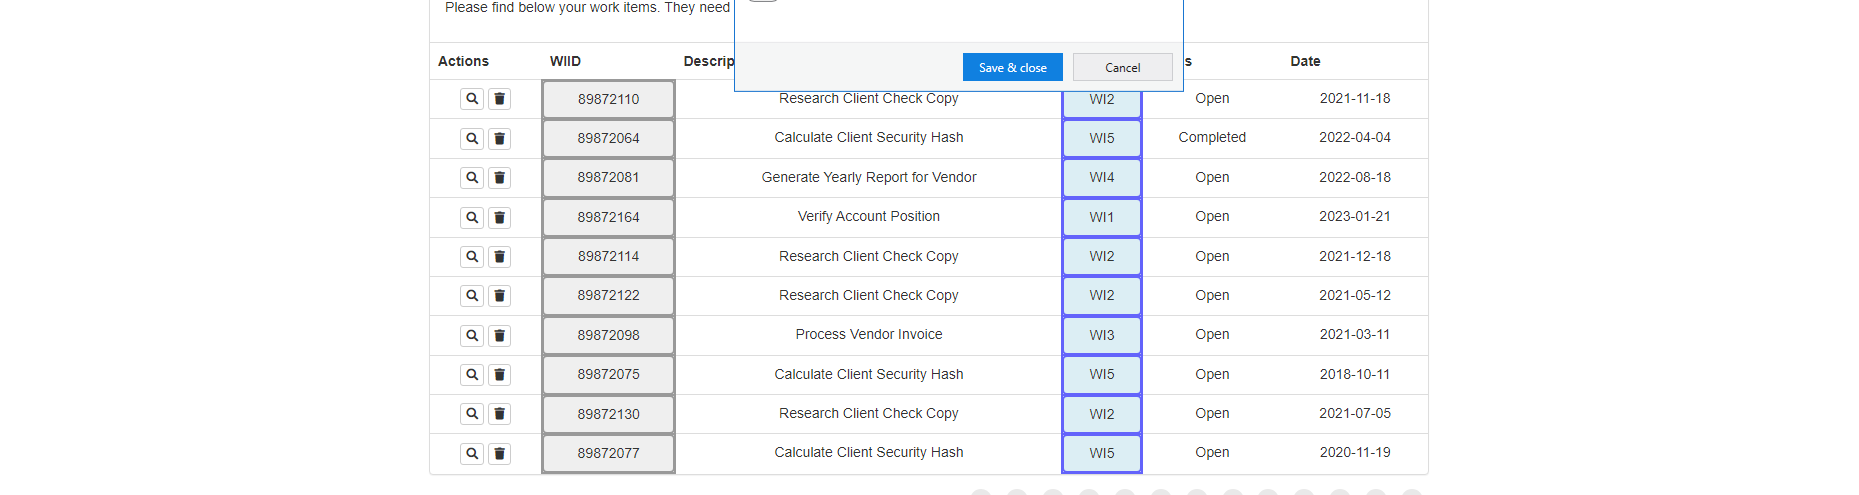 Please find below your work items. They need
Save & close Cancel
Actions WIID Descrip s Date
89872110 Research Client Check Copy WI2 Open 2021-11-18
89872064 Calculate Client Security Hash WI5 Completed 2022-04-04
89872081 Generate Yearly Report for Vendor WI4 Open 2022-08-18
89872164 Verify Account Position WI1 Open 2023-01-21
89872114 Research Client Check Copy WI2 Open 2021-12-18
89872122 Research Client Check Copy WI2 Open 2021-05-12
89872098 Process Vendor Invoice WI3 Open 2021-03-11
89872075 Calculate Client Security Hash WI5 Open 2018-10-11
89872130 Research Client Check Copy WI2 Open 2021-07-05
89872077 Calculate Client Security Hash WI5 Open 2020-11-19